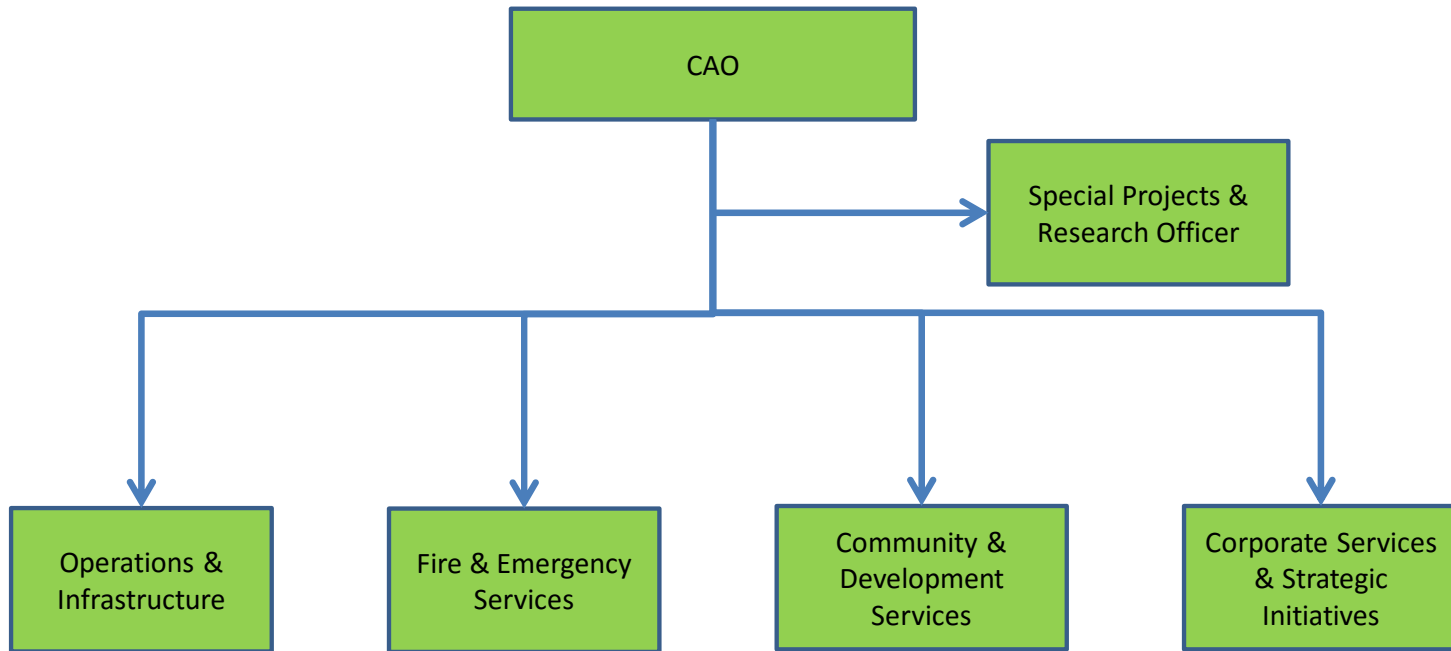 CAO
Special Projects &
Research Officer
Operations &
Infrastructure
Fire & Emergency
Services
Community &
Development
Services
Corporate Services
& Strategic
Initiatives